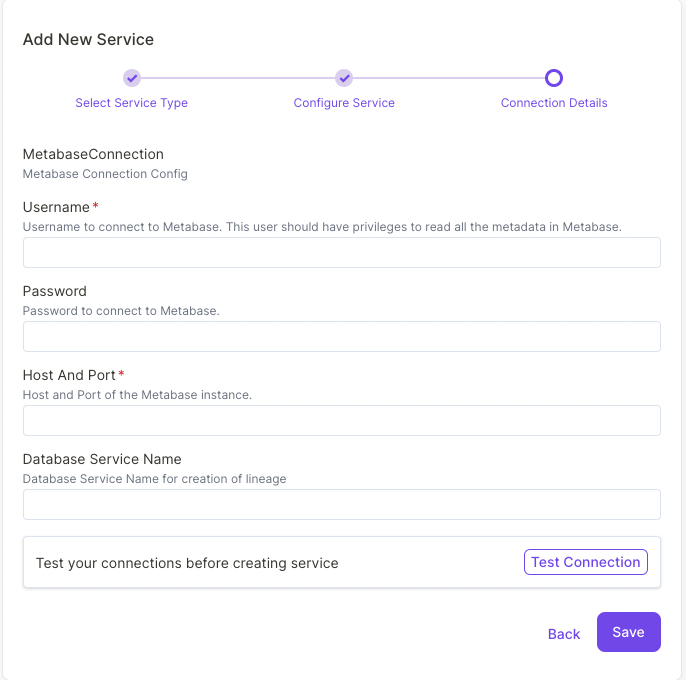 Add New Service
Select Service Type
Configure Service
Connection Details
MetabaseConnection
Metabase Connection Config
Username*
Username to connect to Metabase. This user should have privileges to read all the metadata in Metabase.
Password
Password to connect to Metabase.
Host And Port*
Host and Port of the Metabase instance.
Database Service Name
Database Service Name for creation of lineage
Test your connections before creating service
Test Connection
Back
Save